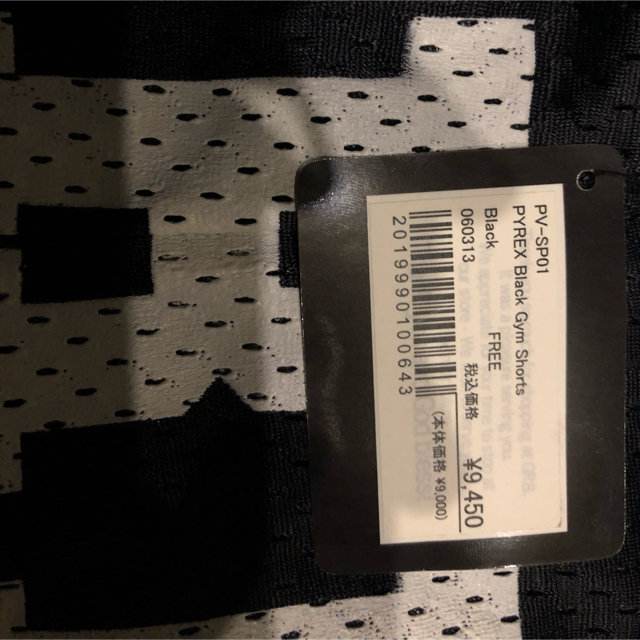 PV-SP01
PYREX Black Gym Shorts
Black FREE
060313 税込価格 ¥9,450
(本体価格 ¥9,000)
2019990100643